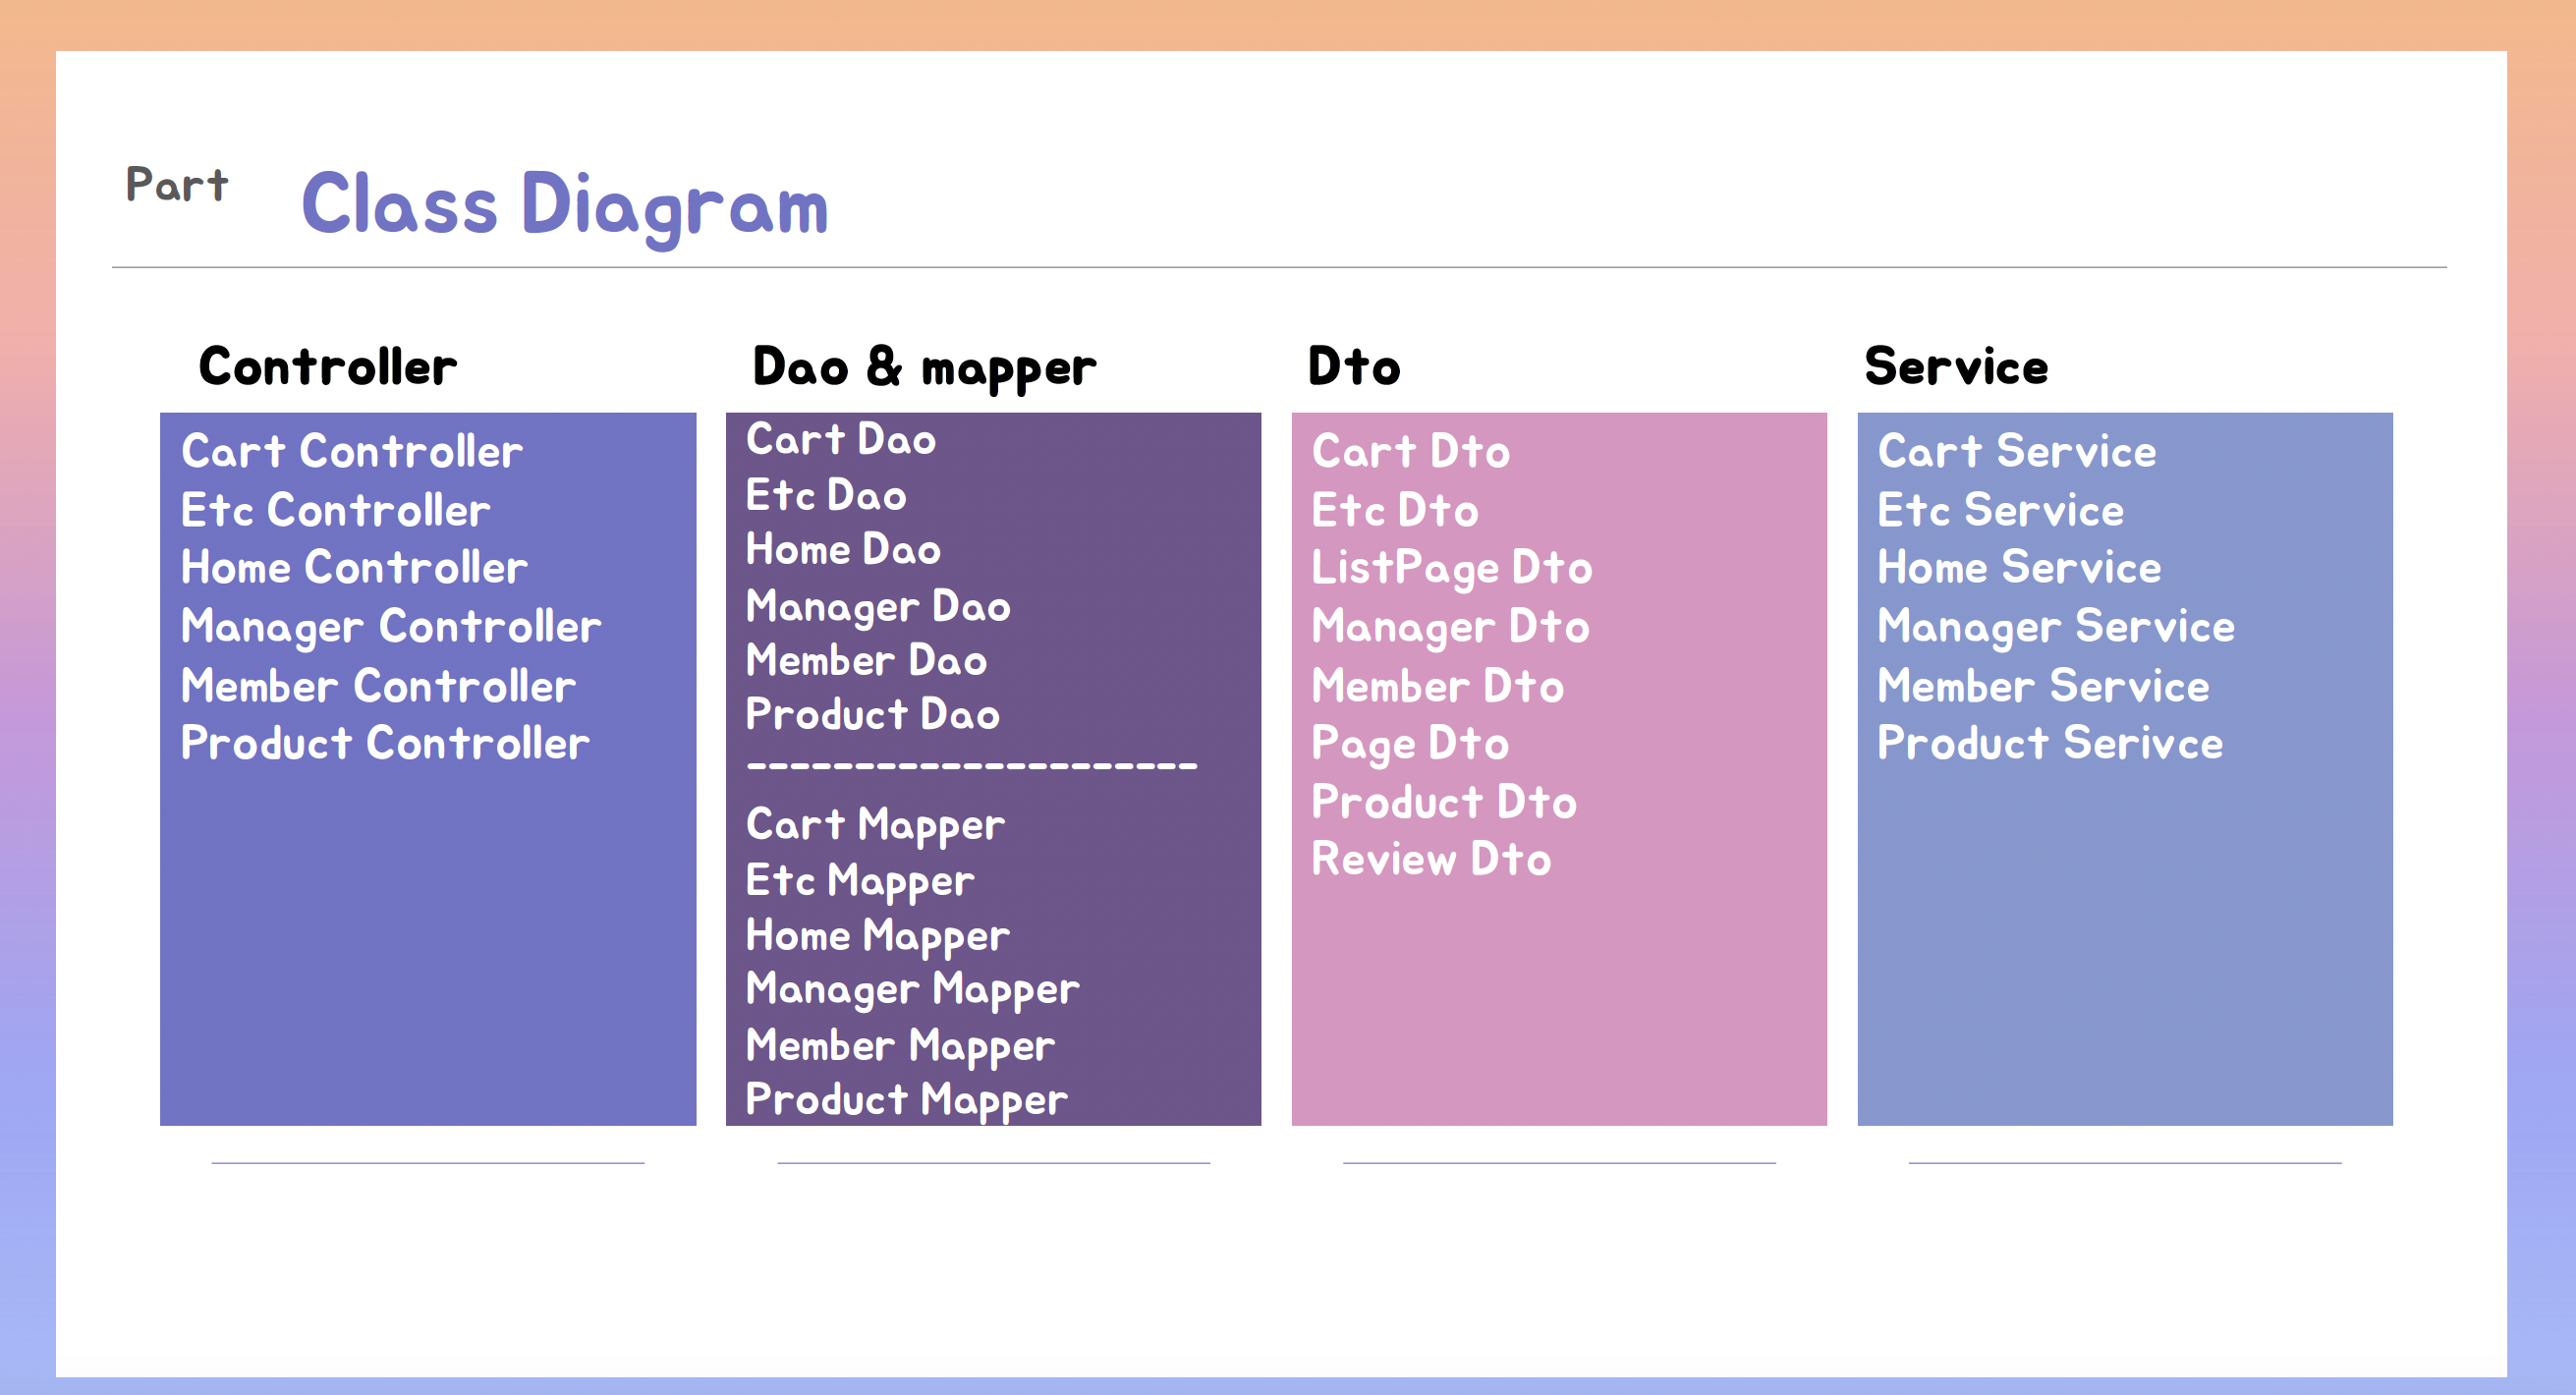 Part
Class Diagram
Controller
Cart Controller
Etc Controller
Home Controller
Manager Controller
Member Controller
Product Controller
Dao & mapper
Cart Dao
Etc Dao
Home Dao
Manager Dao
Member Dao
Product Dao
---------------------
Cart Mapper
Etc Mapper
Home Mapper
Manager Mapper
Member Mapper
Product Mapper
Dto
Cart Dto
Etc Dto
ListPage Dto
Manager Dto
Member Dto
Page Dto
Product Dto
Review Dto
Service
Cart Service
Etc Service
Home Service
Manager Service
Member Service
Product Serivce